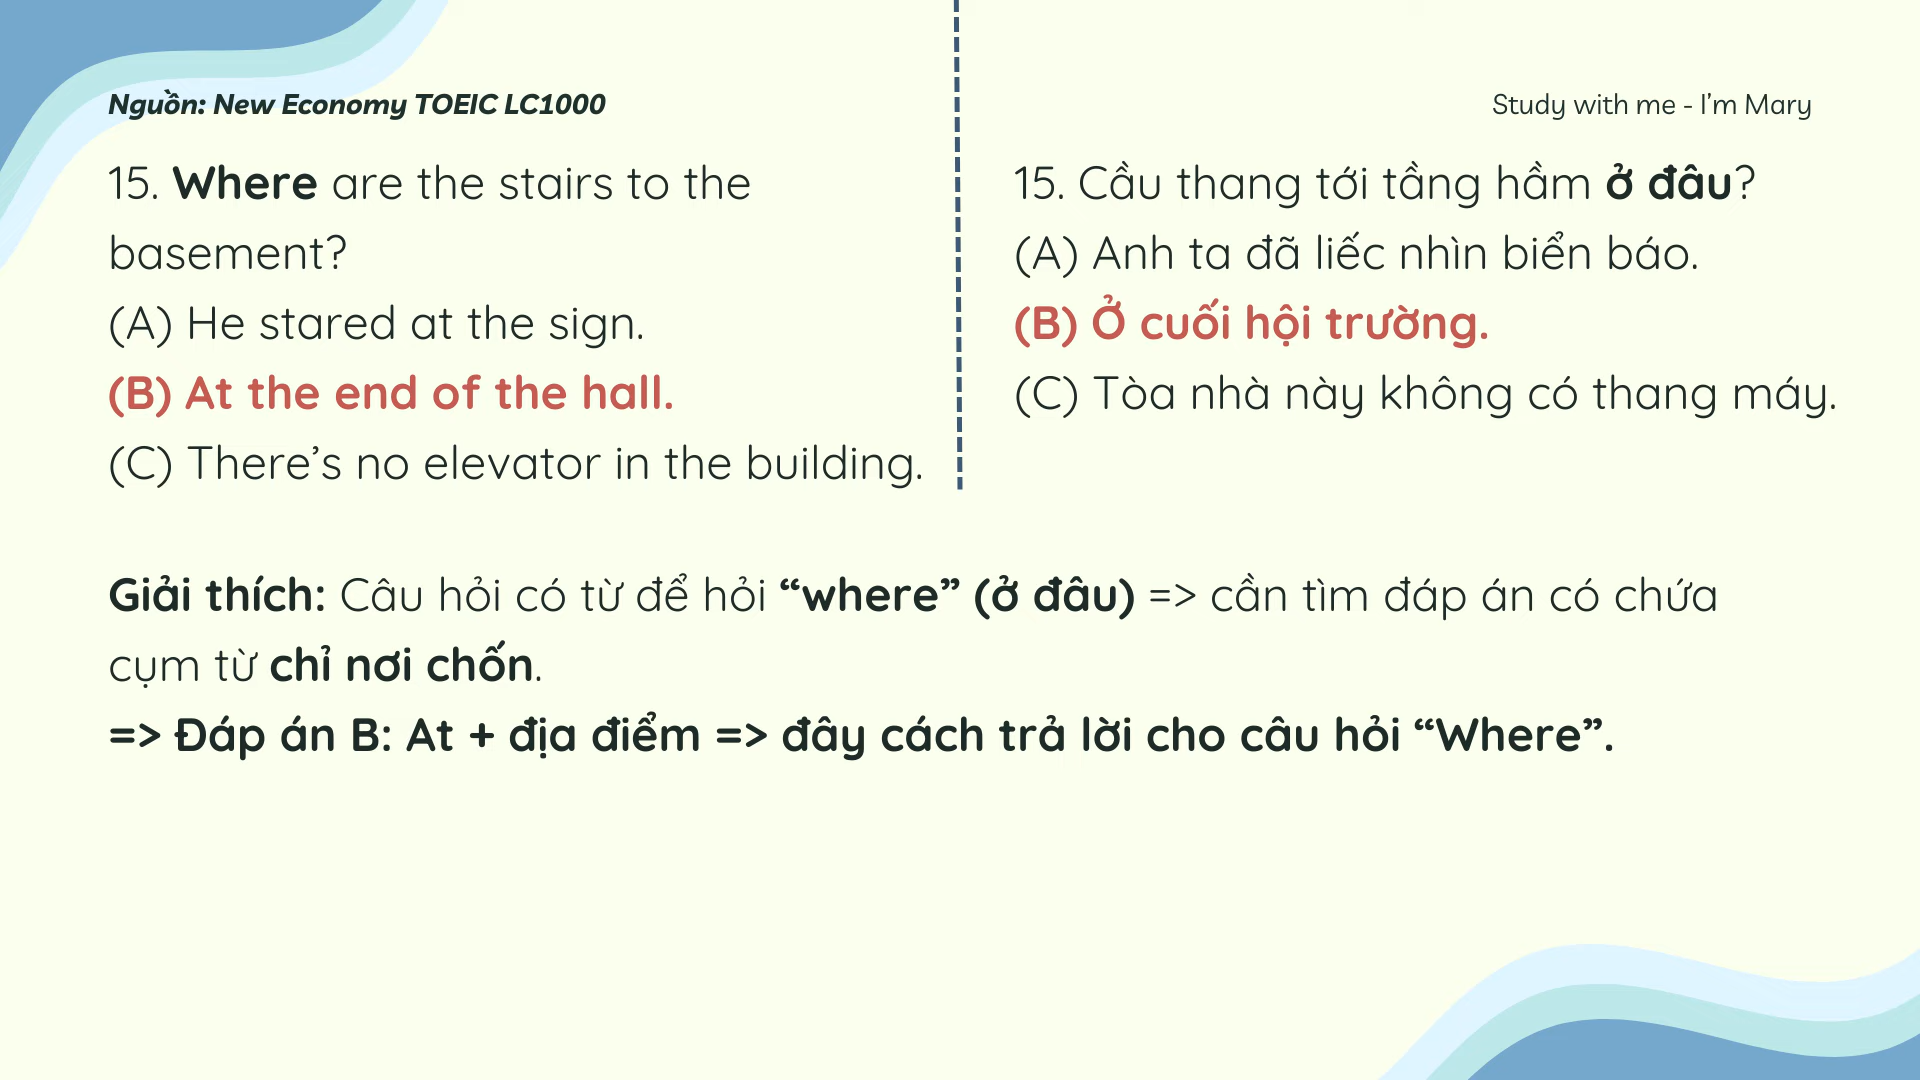 Nguồn: New Economy TOEIC LC1000
Study with me - I’m Mary
15. Where are the stairs to the
basement?
(A) He stared at the sign.
(B) At the end of the hall.
(C) There’s no elevator in the building.
15. Cầu thang tới tầng hầm ở đâu?
(A) Anh ta đã liếc nhìn biển báo.
(B) Ở cuối hội trường.
(C) Tòa nhà này không có thang máy.
Giải thích: Câu hỏi có từ để hỏi “where” (ở đâu) => cần tìm đáp án có chứa
cụm từ chỉ nơi chốn.
=> Đáp án B: At + địa điểm => đây cách trả lời cho câu hỏi “Where”.